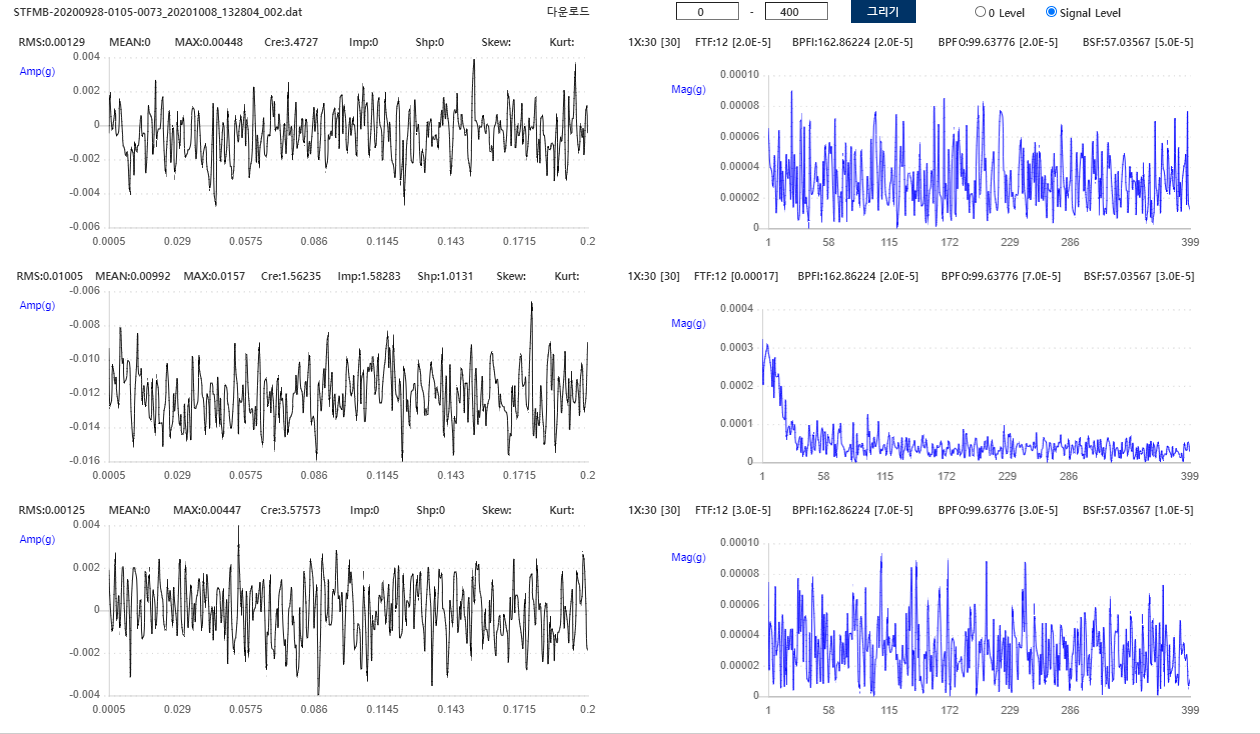 STFMB-20200928-0105-0073_20201008_132804_002.dat 다운로드 0 - 400 그리기 0 Level Signal Level
RMS:0.00129 MEAN:0 MAX:0.00448 Cre:3.4727 Imp:0 Shp:0 Skew: Kurt:
Amp(g)
0.004
0.002
0
-0.002
-0.004
-0.006
0.0005 0.029 0.0575 0.086 0.1145 0.143 0.1715 0.2
1X:30 [30] FTF:12 [2.0E-5] BPFI:162.86224 [2.0E-5] BPFO:99.63776 [2.0E-5] BSF:57.03567 [5.0E-5]
Mag(g)
0.00010
0.00008
0.00006
0.00004
0.00002
0
1 58 115 172 229 286 399
RMS:0.01005 MEAN:0.00992 MAX:0.0157 Cre:1.56235 Imp:1.58283 Shp:1.0131 Skew: Kurt:
Amp(g)
-0.006
-0.008
-0.010
-0.012
-0.014
-0.016
0.0005 0.029 0.0575 0.086 0.1145 0.143 0.1715 0.2
1X:30 [30] FTF:12 [0.00017] BPFI:162.86224 [2.0E-5] BPFO:99.63776 [7.0E-5] BSF:57.03567 [3.0E-5]
Mag(g)
0.0004
0.0003
0.0002
0.0001
0
1 58 115 172 229 286 399
RMS:0.00125 MEAN:0 MAX:0.00447 Cre:3.57573 Imp:0 Shp:0 Skew: Kurt:
Amp(g)
0.004
0.002
0
-0.002
-0.004
0.0005 0.029 0.0575 0.086 0.1145 0.143 0.1715 0.2
1X:30 [30] FTF:12 [3.0E-5] BPFI:162.86224 [7.0E-5] BPFO:99.63776 [3.0E-5] BSF:57.03567 [1.0E-5]
Mag(g)
0.00010
0.00008
0.00006
0.00004
0.00002
0
1 58 115 172 229 286 399